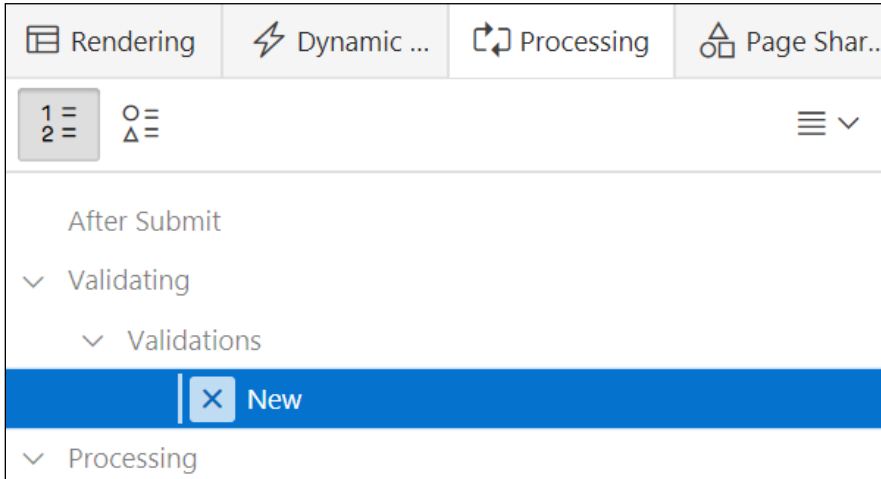 Rendering Dynamic ... Processing Page Shar..
1 =
2 =
After Submit
Validating
Validations
New
Processing